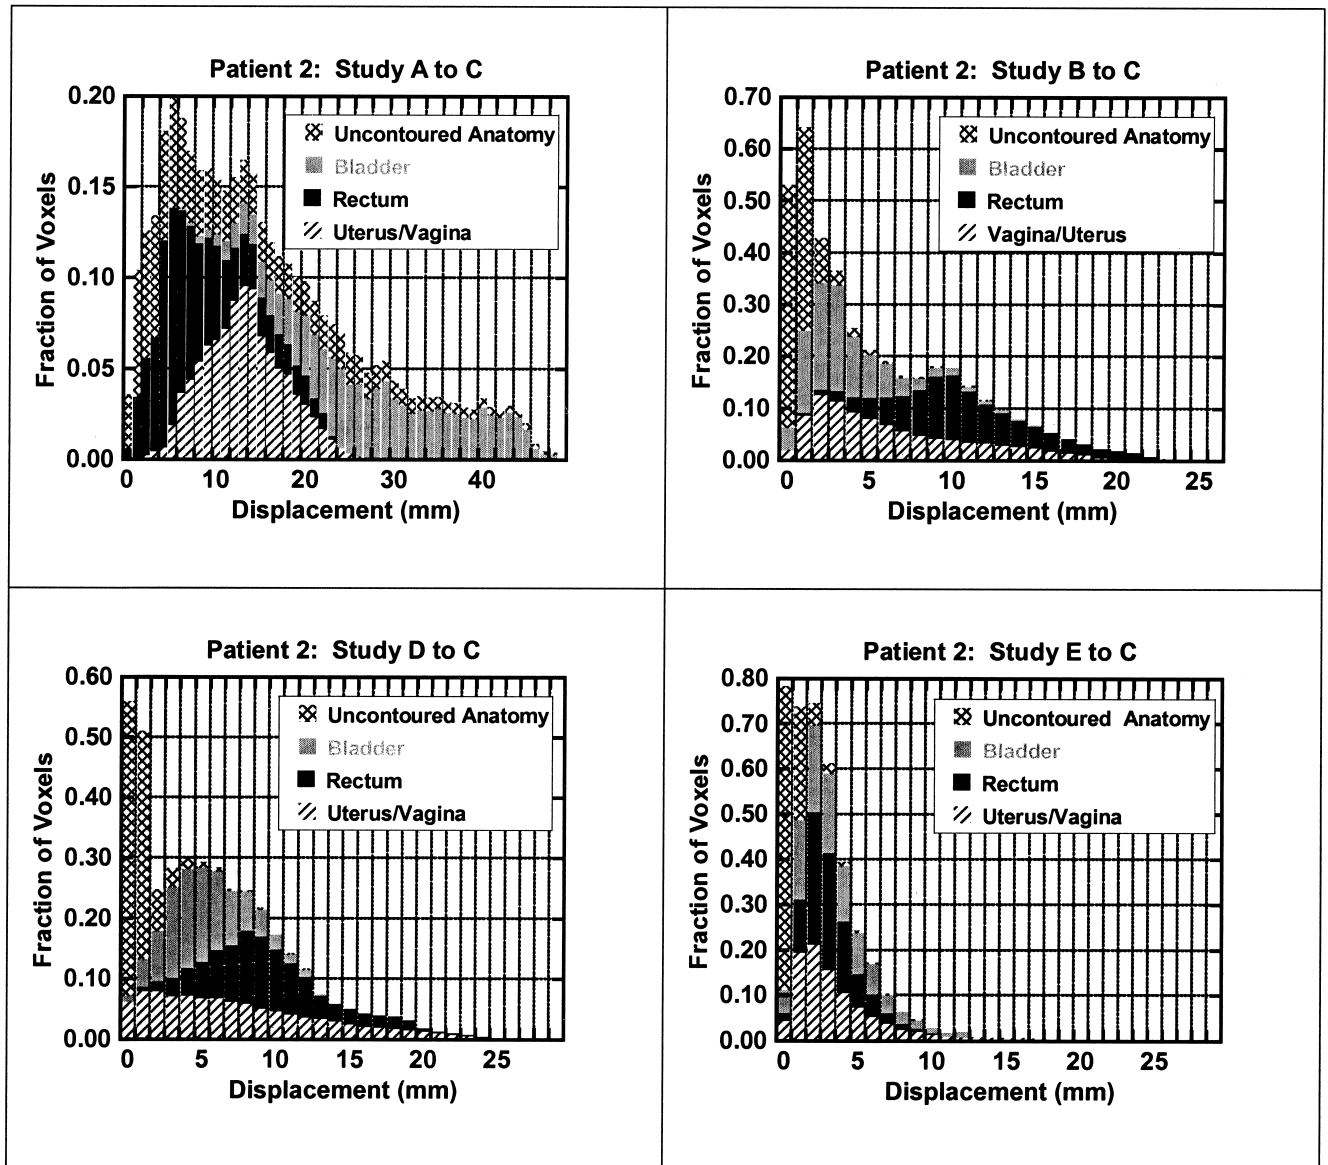 Patient 2: Study A to C
0.20
0.15
0.10
0.05
0.00
Fraction of Voxels
Uncontoured Anatomy
Bladder
Rectum
Uterus/Vagina
0 10 20 30 40
Displacement (mm)
Patient 2: Study B to C
0.70
0.60
0.50
0.40
0.30
0.20
0.10
0.00
Fraction of Voxels
Uncontoured Anatomy
Bladder
Rectum
Vagina/Uterus
0 5 10 15 20 25
Displacement (mm)
Patient 2: Study D to C
0.60
0.50
0.40
0.30
0.20
0.10
0.00
Fraction of Voxels
Uncontoured Anatomy
Bladder
Rectum
Uterus/Vagina
0 5 10 15 20 25
Displacement (mm)
Patient 2: Study E to C
0.80
0.70
0.60
0.50
0.40
0.30
0.20
0.10
0.00
Fraction of Voxels
Uncontoured Anatomy
Bladder
Rectum
Uterus/Vagina
0 5 10 15 20 25
Displacement (mm)